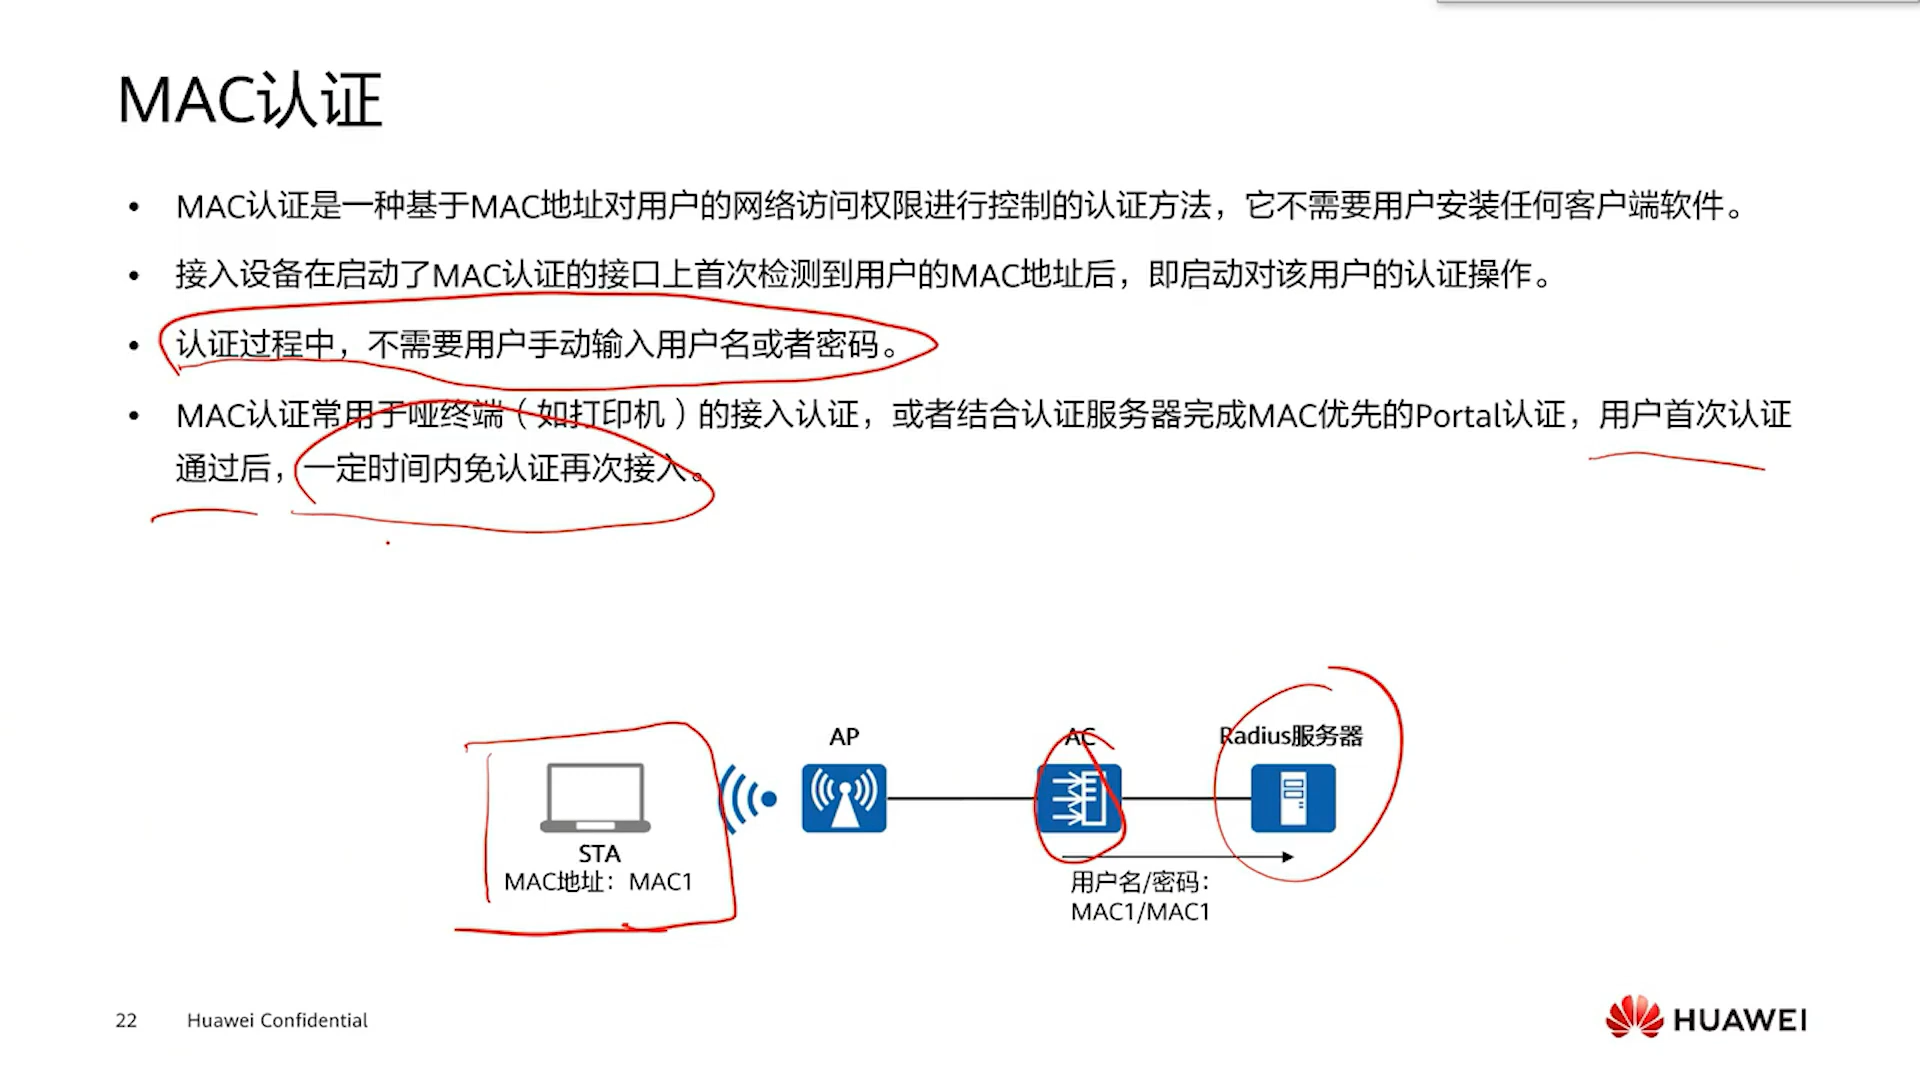 MAC认证
• MAC认证是一种基于MAC地址对用户的网络访问权限进行控制的认证方法，它不需要用户安装任何客户端软件。
• 接入设备在启动了MAC认证的接口上首次检测到用户的MAC地址后，即启动对该用户的认证操作。
• 认证过程中，不需要用户手动输入用户名或者密码。
• MAC认证常用于哑终端（如打印机）的接入认证，或者结合认证服务器完成MAC优先的Portal认证，用户首次认证
通过后，一定时间内免认证再次接入。
AP
AC
Radius服务器
STA
MAC地址：MAC1
用户名/密码：
MAC1/MAC1
22 Huawei Confidential
HUAWEI